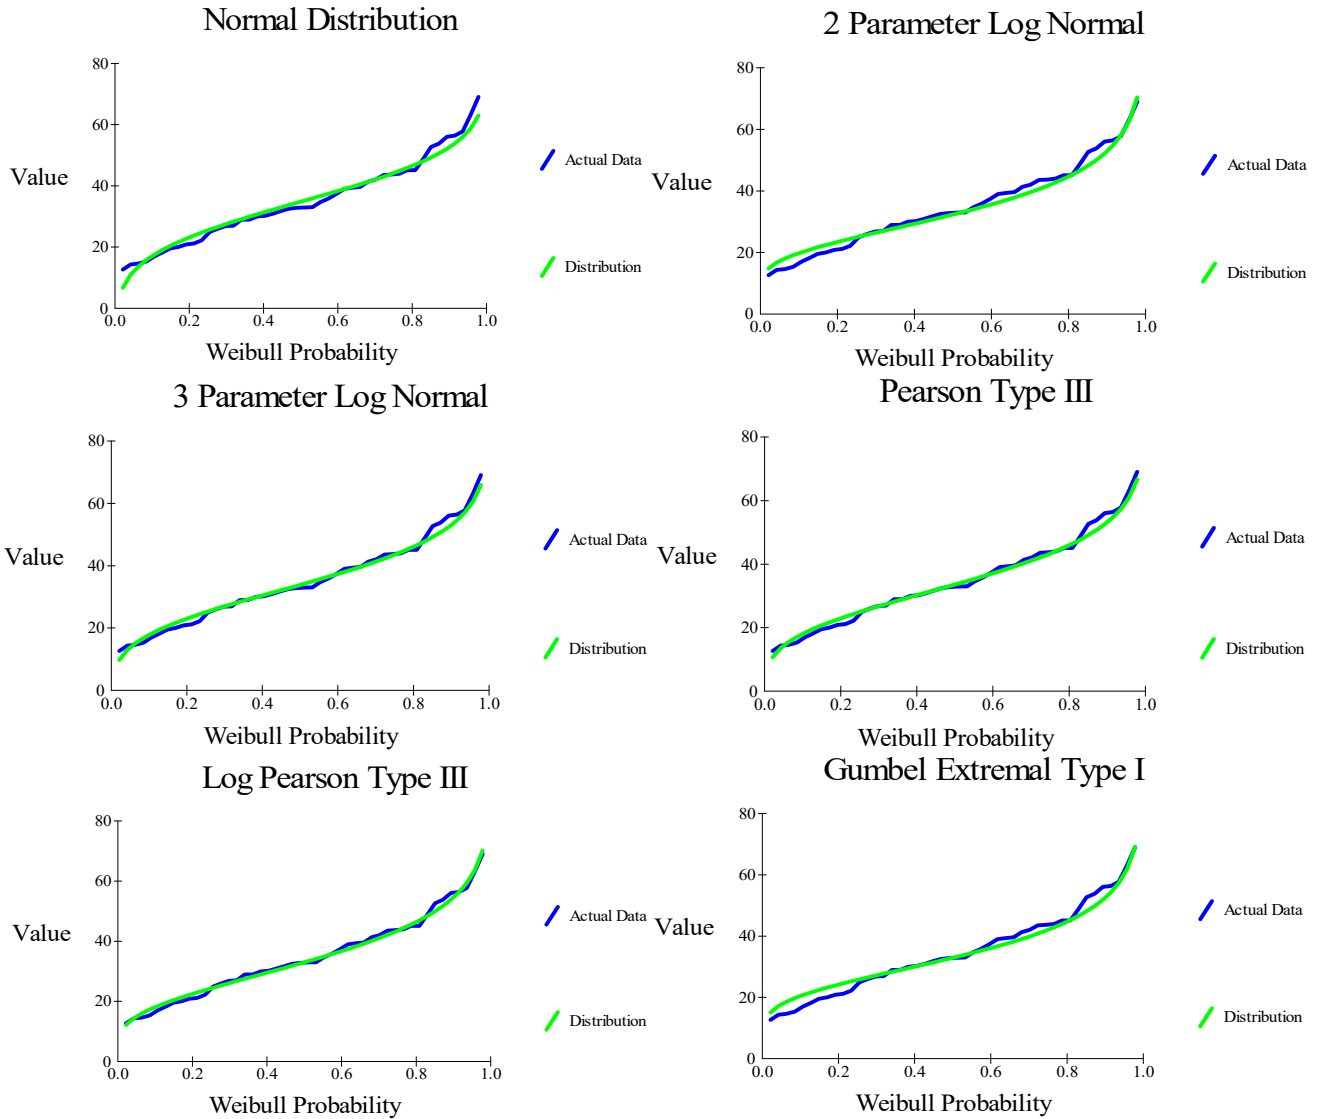 Normal Distribution
80
60
40
20
0
Value
0.0 0.2 0.4 0.6 0.8 1.0
Weibull Probability
Actual Data
Distribution
2 Parameter Log Normal
80
60
40
20
0
Value
0.0 0.2 0.4 0.6 0.8 1.0
Weibull Probability
Actual Data
Distribution
3 Parameter Log Normal
80
60
40
20
0
Value
0.0 0.2 0.4 0.6 0.8 1.0
Weibull Probability
Actual Data
Distribution
Pearson Type III
80
60
40
20
0
Value
0.0 0.2 0.4 0.6 0.8 1.0
Weibull Probability
Actual Data
Distribution
Log Pearson Type III
80
60
40
20
0
Value
0.0 0.2 0.4 0.6 0.8 1.0
Weibull Probability
Actual Data
Distribution
Gumbel Extremal Type I
80
60
40
20
0
Value
0.0 0.2 0.4 0.6 0.8 1.0
Weibull Probability
Actual Data
Distribution